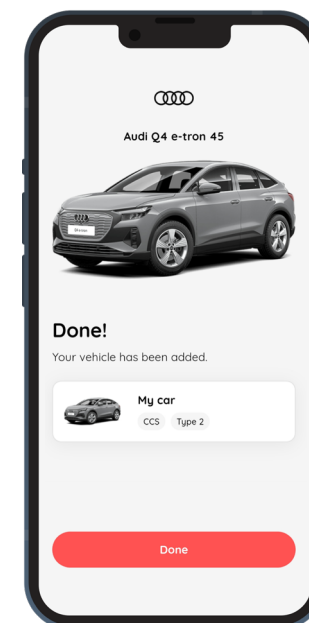 Audi Q4 e-tron 45
Done!
Your vehicle has been added.
My car
CCS Type 2
Done